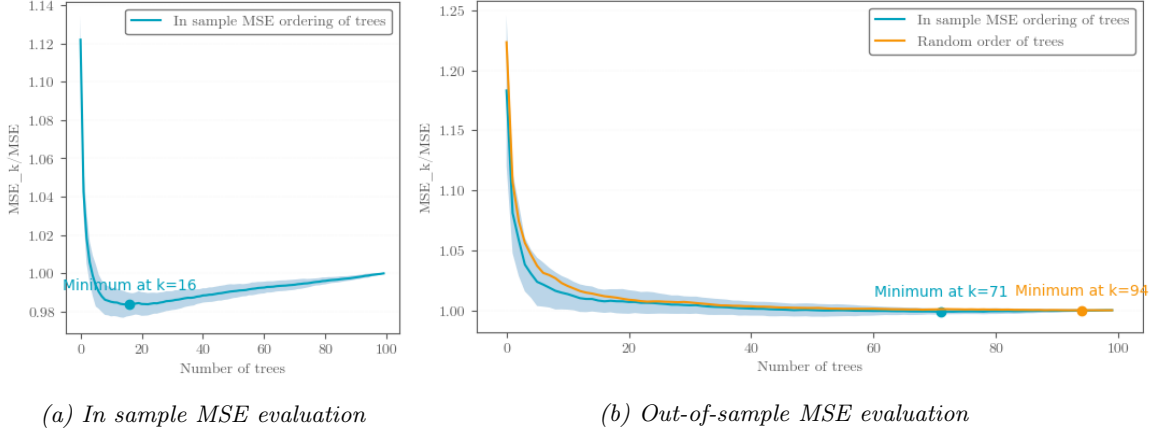 In sample MSE ordering of trees
1.14
1.12
1.10
1.08
1.06
1.04
1.02
1.00
0.98
MSE_k/MSE
Minimum at k=16
0 20 40 60 80 100
Number of trees
(a) In sample MSE evaluation
In sample MSE ordering of trees
Random order of trees
1.25
1.20
1.15
1.10
1.05
1.00
MSE_k/MSE
Minimum at k=71
Minimum at k=94
0 20 40 60 80 100
Number of trees
(b) Out-of-sample MSE evaluation